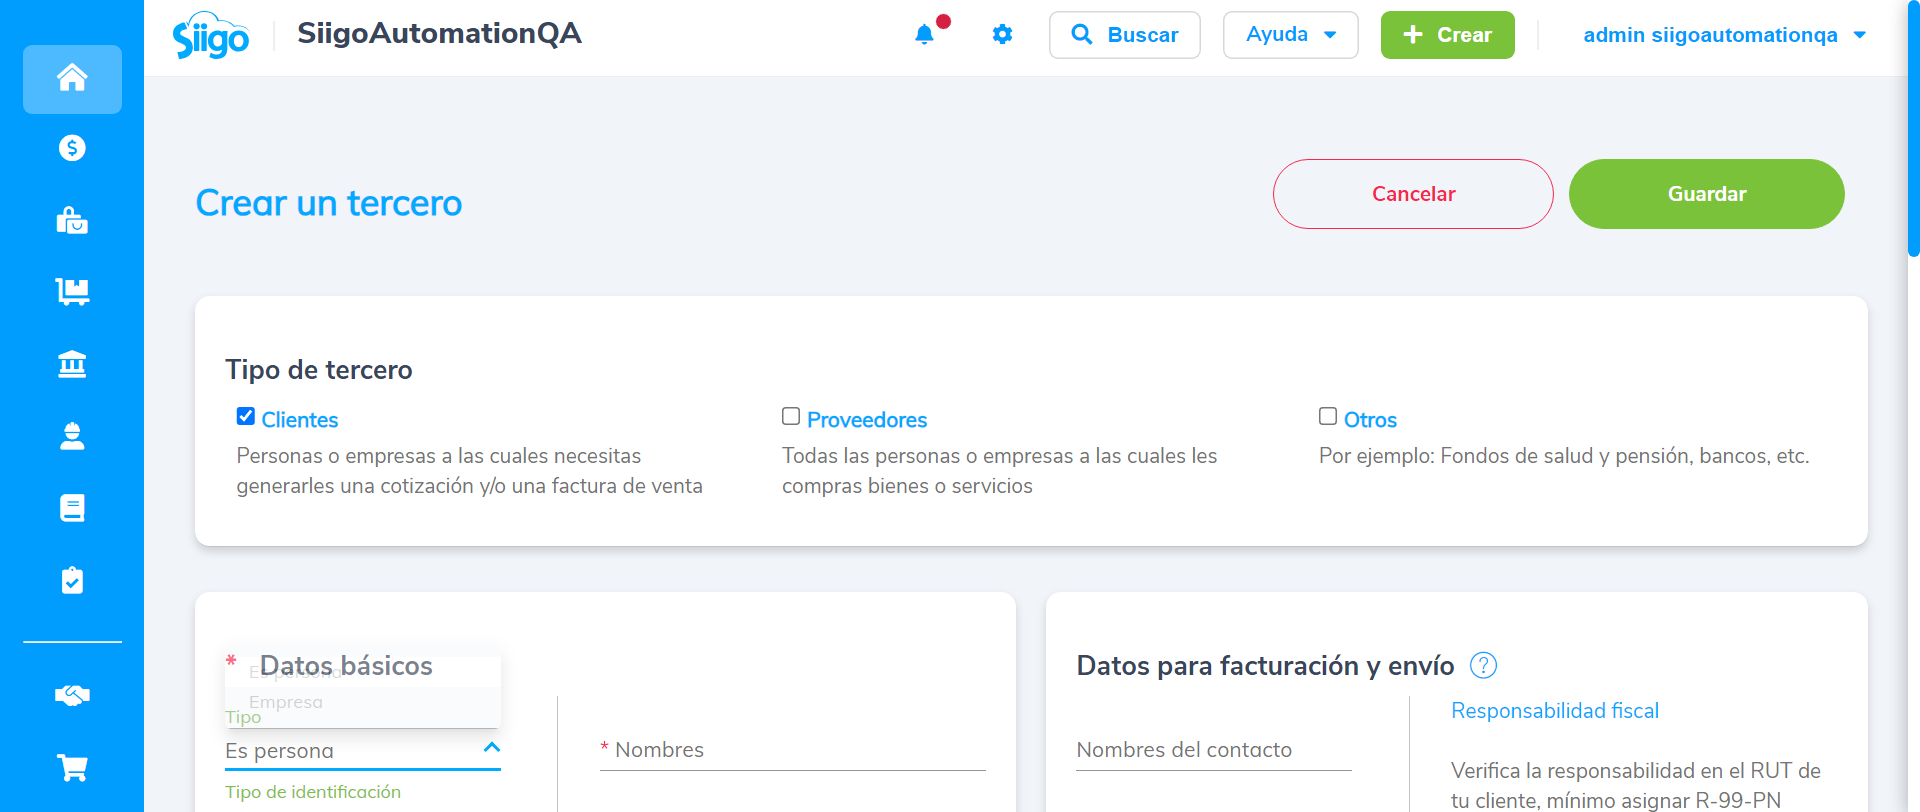 Siigo
SiigoAutomationQA
Buscar
Ayuda
Crear
admin siigoautomationqa
Crear un tercero
Cancelar
Guardar
Tipo de tercero
Clientes
Personas o empresas a las cuales necesitas
generarles una cotización y/o una factura de venta
Proveedores
Todas las personas o empresas a las cuales les
compras bienes o servicios
Otros
Por ejemplo: Fondos de salud y pensión, bancos, etc.
* Datos básicos
Es persona
Empresa
Tipo
Es persona
Tipo de identificación
* Nombres
Datos para facturación y envío ?
Nombres del contacto
Responsabilidad fiscal
Verifica la responsabilidad en el RUT de
tu cliente, mínimo asignar R-99-PN